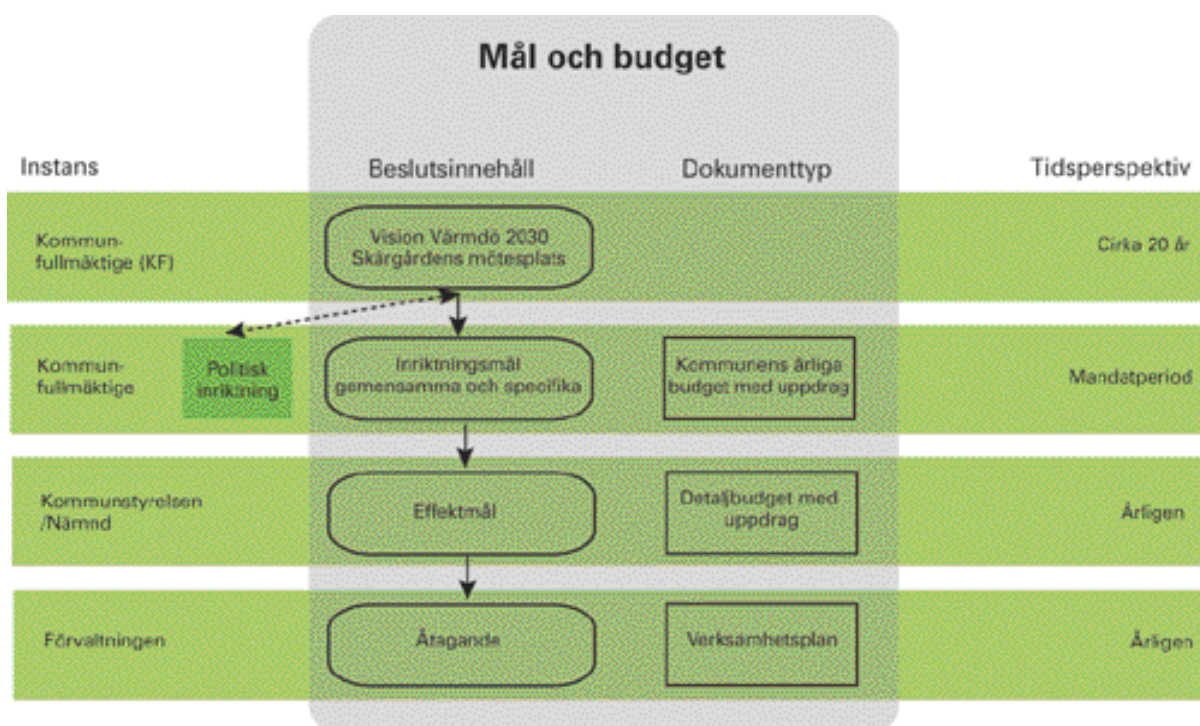 Mål och budget
Instans
Beslutsinnehåll
Dokumenttyp
Tidsperspektiv
Kommun-
fullmäktige (KF)
Vision Värmdö 2030
Skärgårdens mötesplats
Cirka 20 år
Kommun-
fullmäktige
Politisk
inriktning
Inriktningsmål
gemensamma och specifika
Kommunens årliga
budget med uppdrag
Mandatperiod
Kommunstyrelsen
/Nämnd
Effektmål
Detaljbudget med
uppdrag
Årligen
Förvaltningen
Åtagande
Verksamhetsplan
Årligen